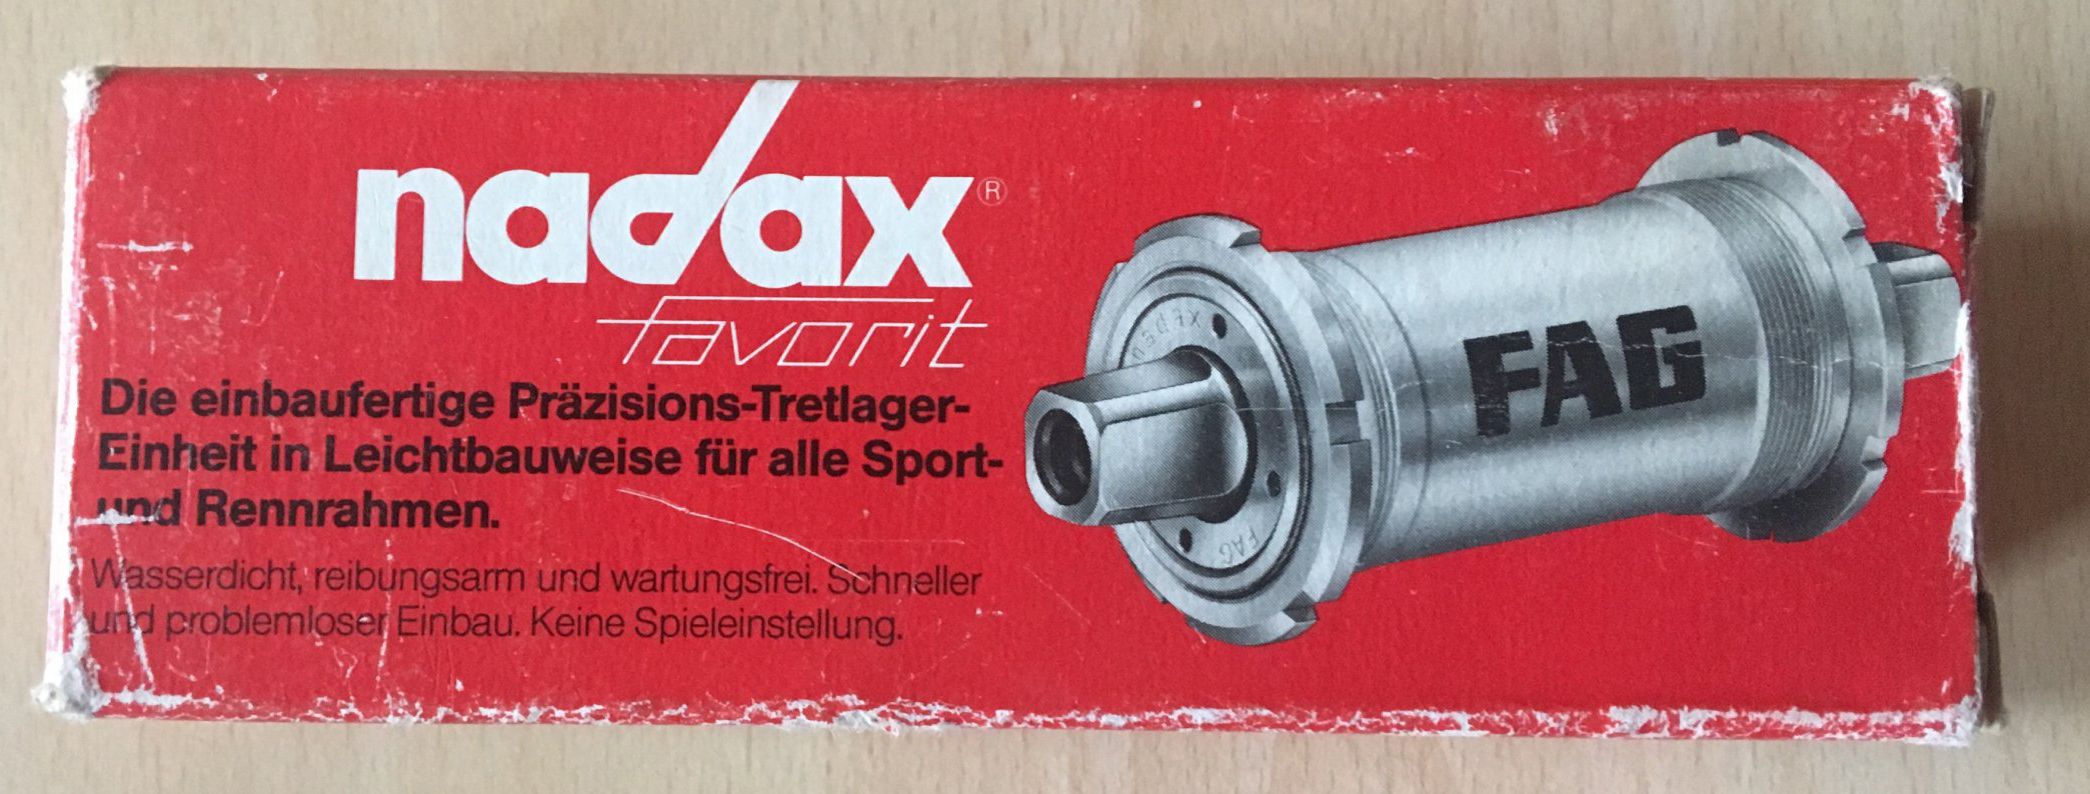 nadax®
favorit
Die einbaufertige Präzisions-Tretlager-
Einheit in Leichtbauweise für alle Sport-
und Rennrahmen.
Wasserdicht, reibungsarm und wartungsfrei. Schneller
und problemloser Einbau. Keine Spieleinstellung.
FAG
FAG